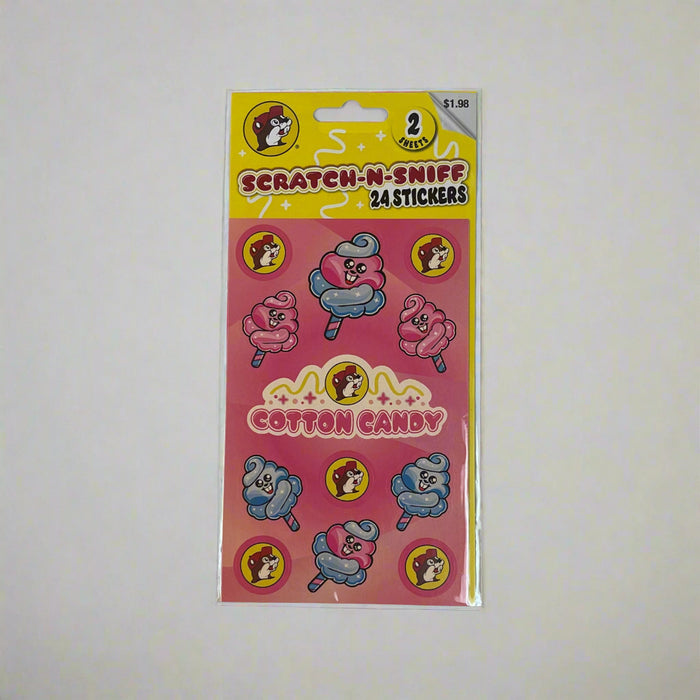 $1.98
2
SHEETS
®
SCRATCH-N-SNIFF
24 STICKERS
COTTON CANDY